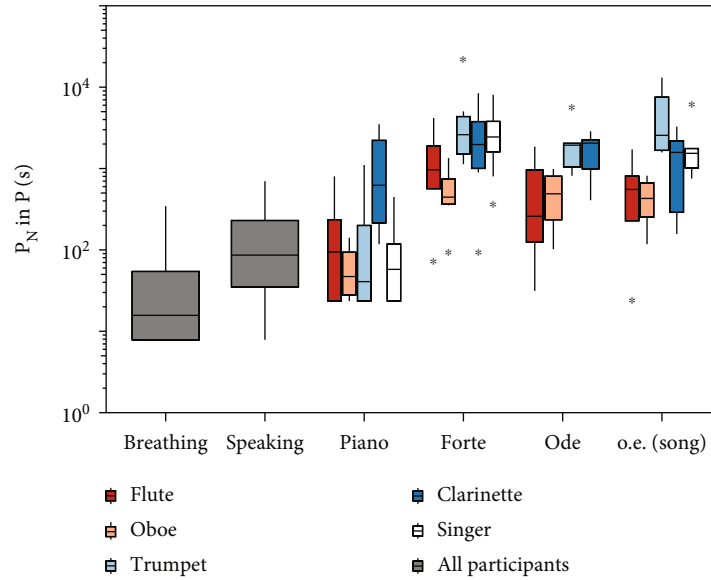 P_N in P (s)
10^4
10^2
10^0
Breathing Speaking Piano Forte Ode o.e. (song)
Flute Clarinette
Oboe Singer
Trumpet All participants